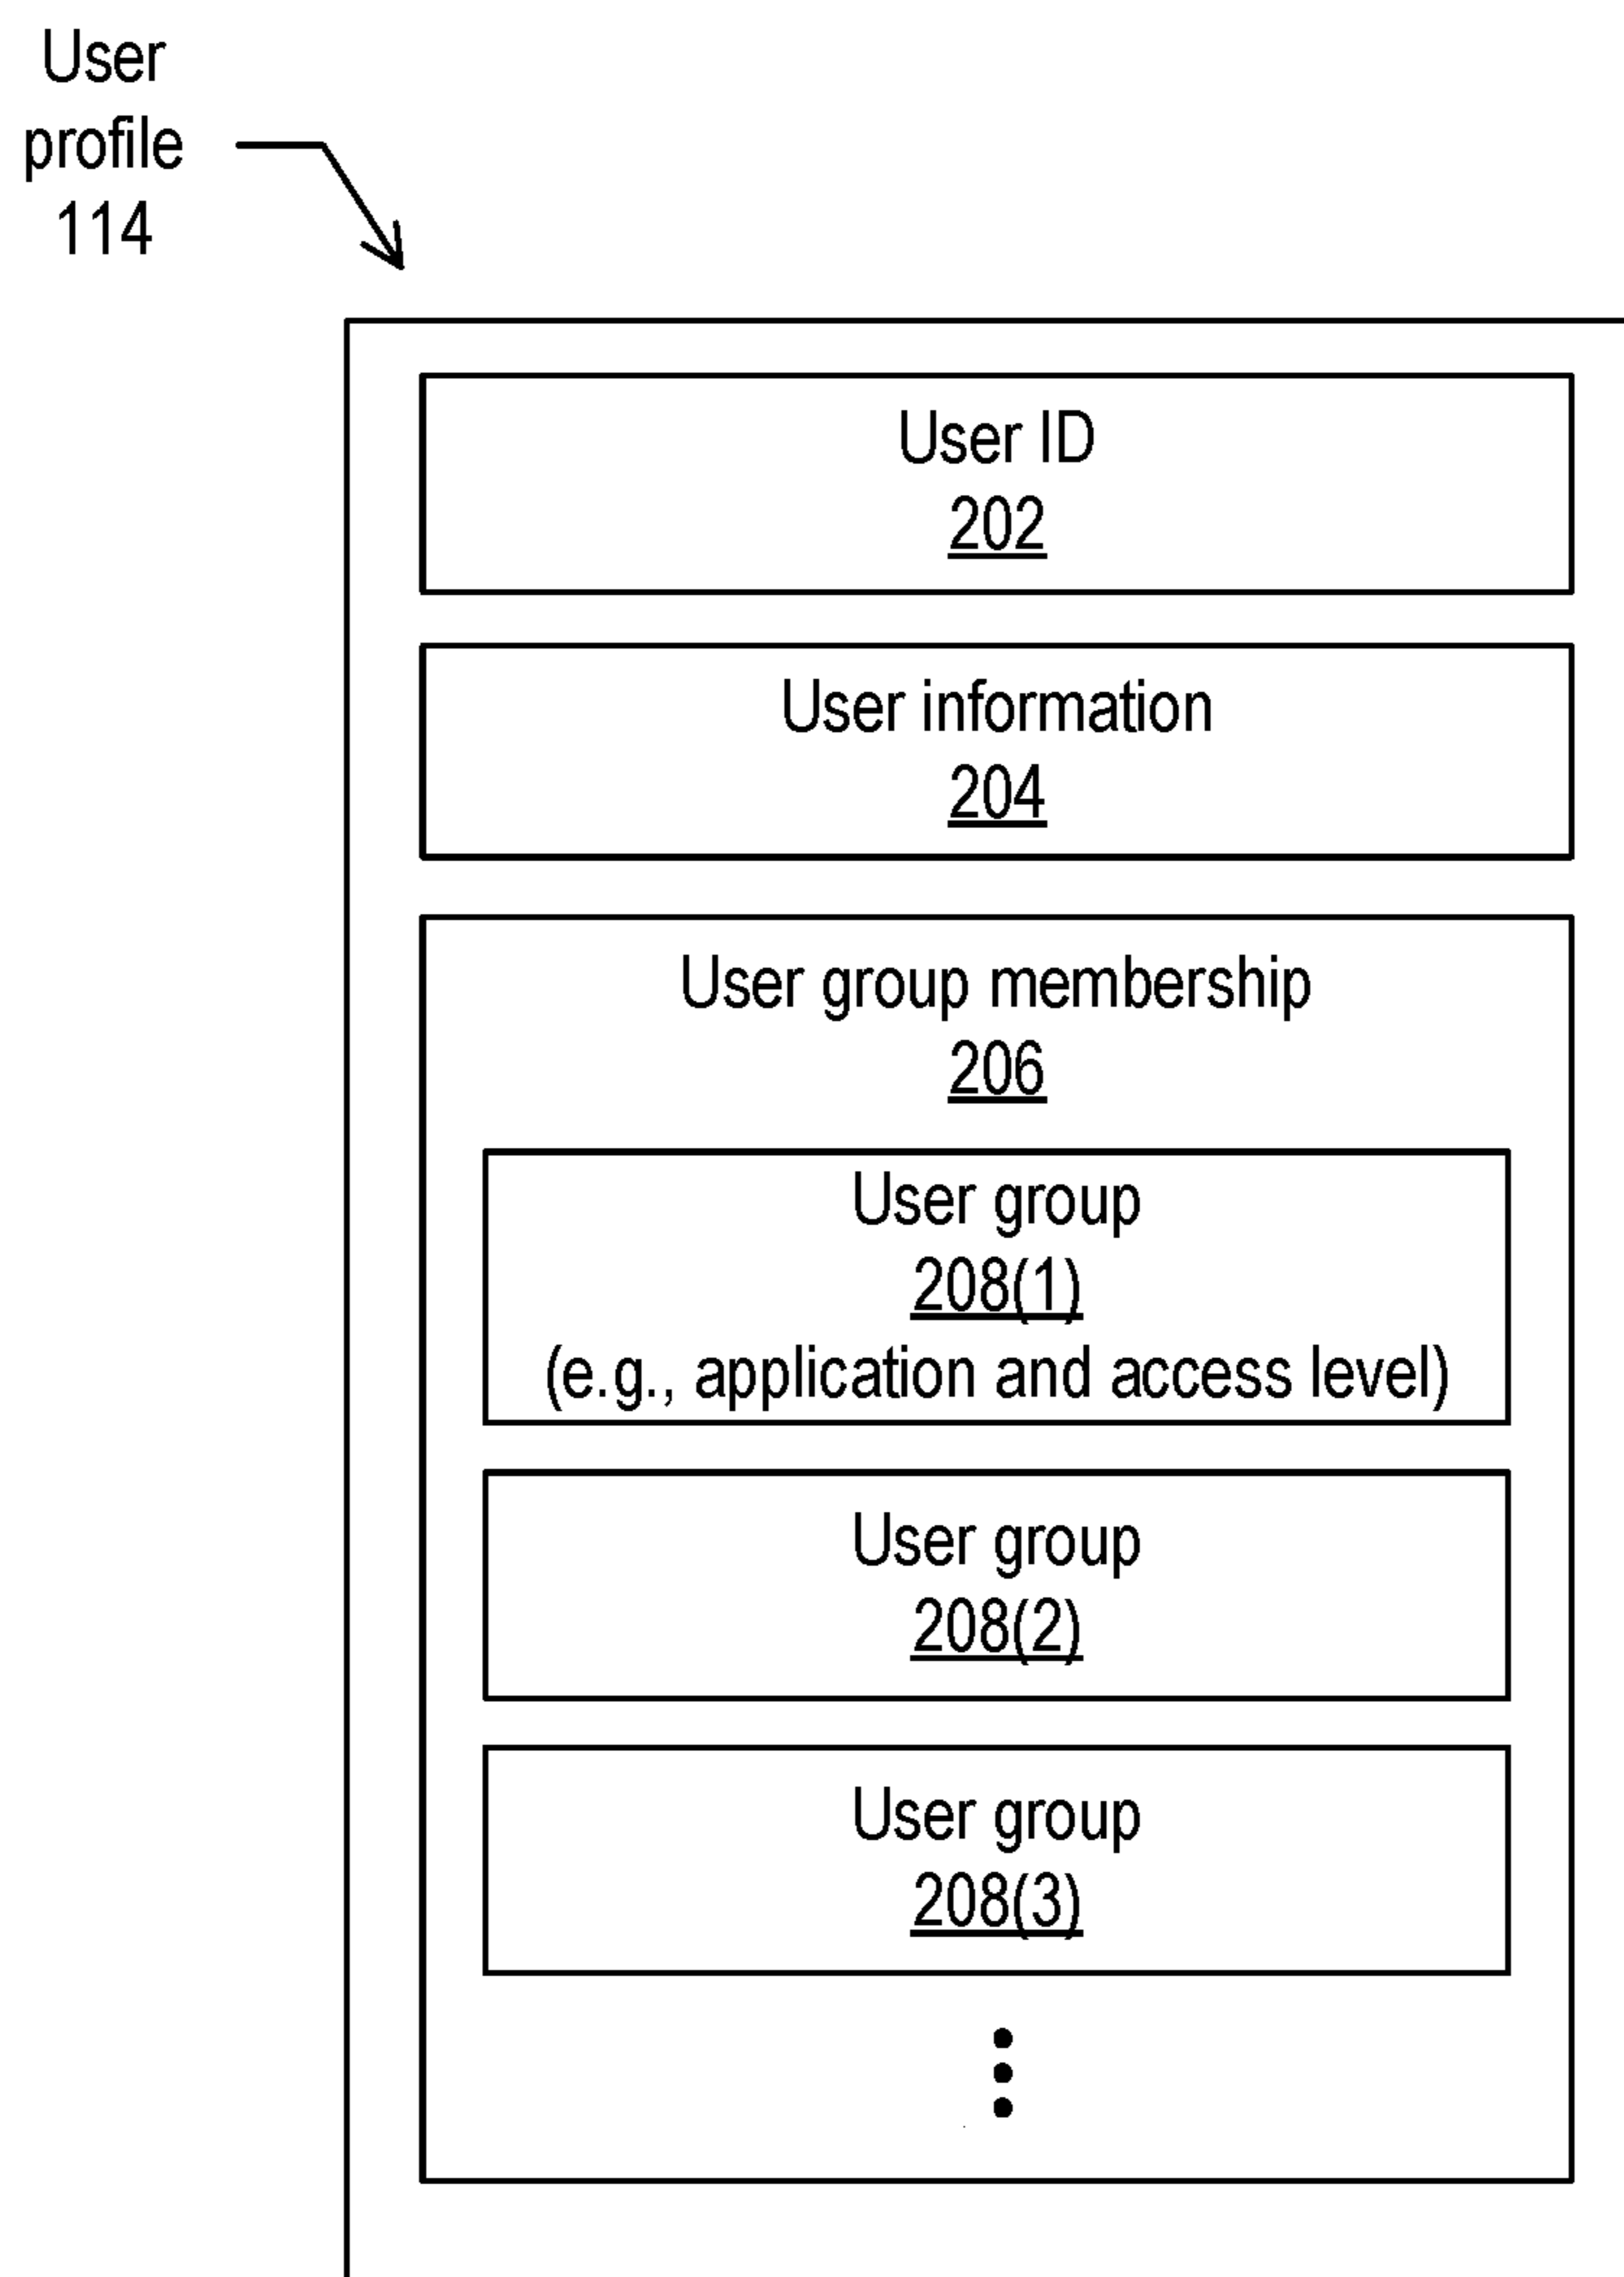 User
profile
114
User ID
202
User information
204
User group membership
206
User group
208(1)
(e.g., application and access level)
User group
208(2)
User group
208(3)